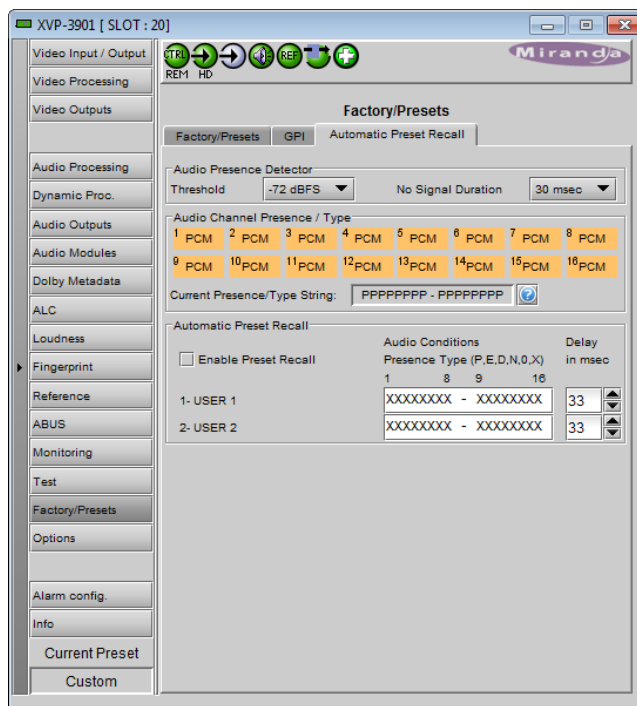 XVP-3901 [ SLOT : 20]
Video Input / Output
Video Processing
Video Outputs
Audio Processing
Dynamic Proc.
Audio Outputs
Audio Modules
Dolby Metadata
ALC
Loudness
Fingerprint
Reference
ABUS
Monitoring
Test
Factory/Presets
Options
Alarm config.
Info
Current Preset
Custom
CTRL REF
REM HD
Miranda
Factory/Presets
Factory/Presets GPI Automatic Preset Recall
Audio Presence Detector
Threshold -72 dBFS No Signal Duration 30 msec
Audio Channel Presence / Type
1 PCM 2 PCM 3 PCM 4 PCM 5 PCM 6 PCM 7 PCM 8 PCM
9 PCM 10 PCM 11 PCM 12 PCM 13 PCM 14 PCM 15 PCM 16 PCM
Current Presence/Type String: PPPPPPPP - PPPPPPPP ?
Automatic Preset Recall
Audio Conditions Delay
Enable Preset Recall Presence Type (P,E,D,N,0,X) in msec
1 8 9 16
1- USER 1 XXXXXXXX - XXXXXXXX 33
2- USER 2 XXXXXXXX - XXXXXXXX 33